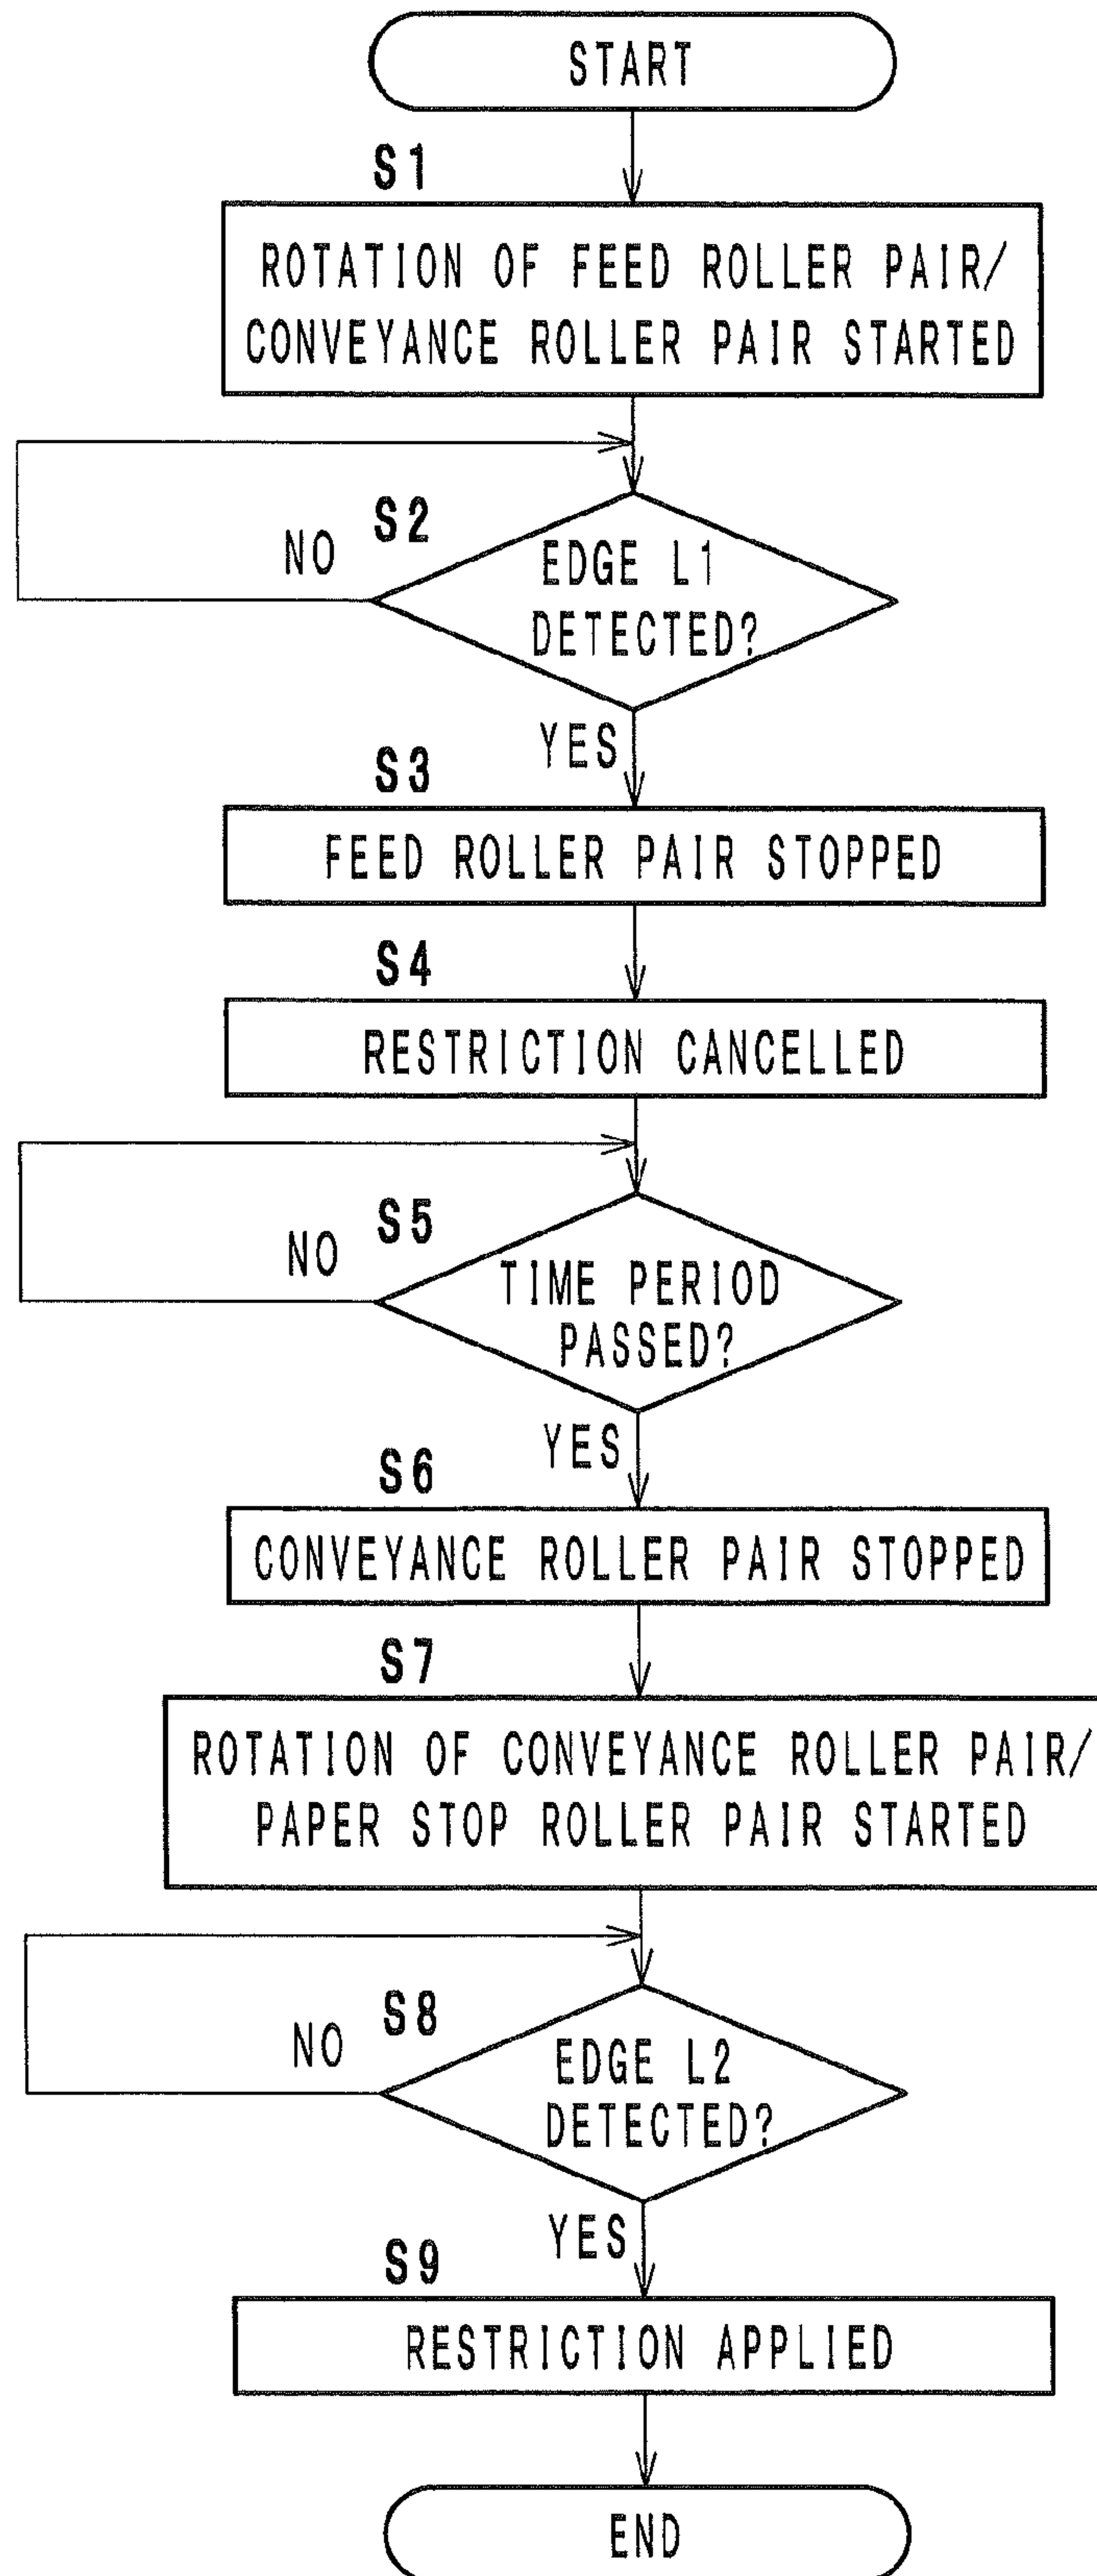 START
S1
ROTATION OF FEED ROLLER PAIR/
CONVEYANCE ROLLER PAIR STARTED
S2
NO
EDGE L1
DETECTED?
YES
S3
FEED ROLLER PAIR STOPPED
S4
RESTRICTION CANCELLED
S5
NO
TIME PERIOD
PASSED?
YES
S6
CONVEYANCE ROLLER PAIR STOPPED
S7
ROTATION OF CONVEYANCE ROLLER PAIR/
PAPER STOP ROLLER PAIR STARTED
S8
NO
EDGE L2
DETECTED?
YES
S9
RESTRICTION APPLIED
END